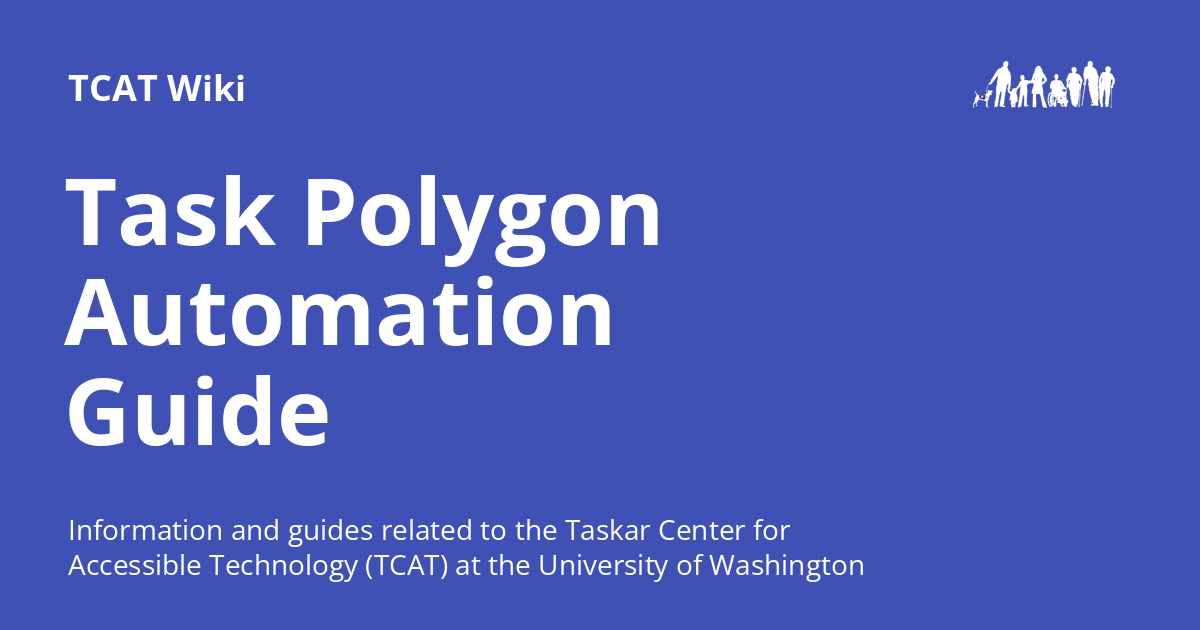 TCAT Wiki
Task Polygon
Automation
Guide
Information and guides related to the Taskar Center for
Accessible Technology (TCAT) at the University of Washington